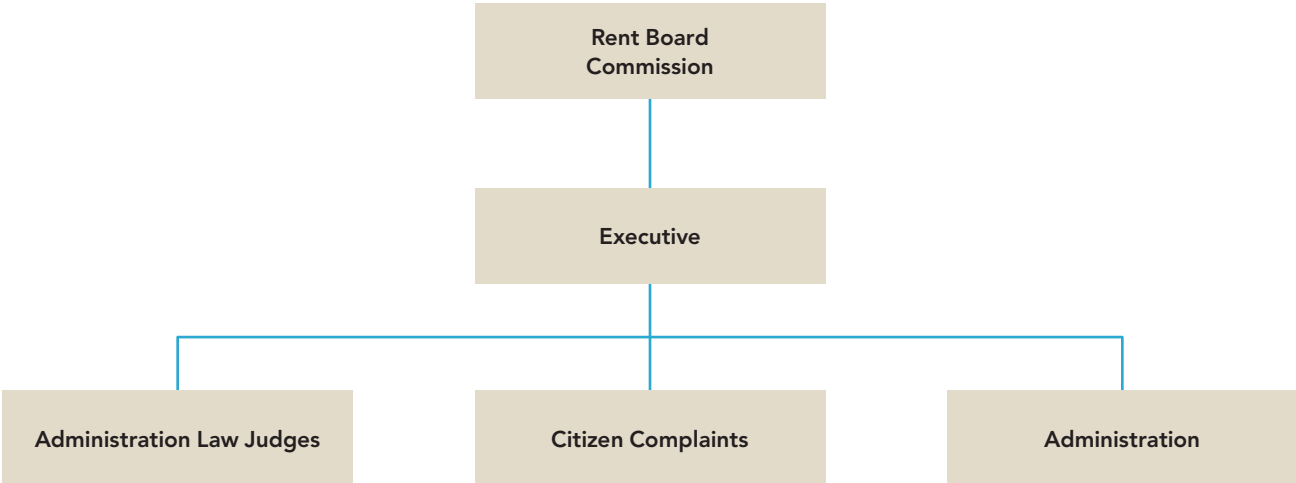 Rent Board
Commission
Executive
Administration Law Judges
Citizen Complaints
Administration